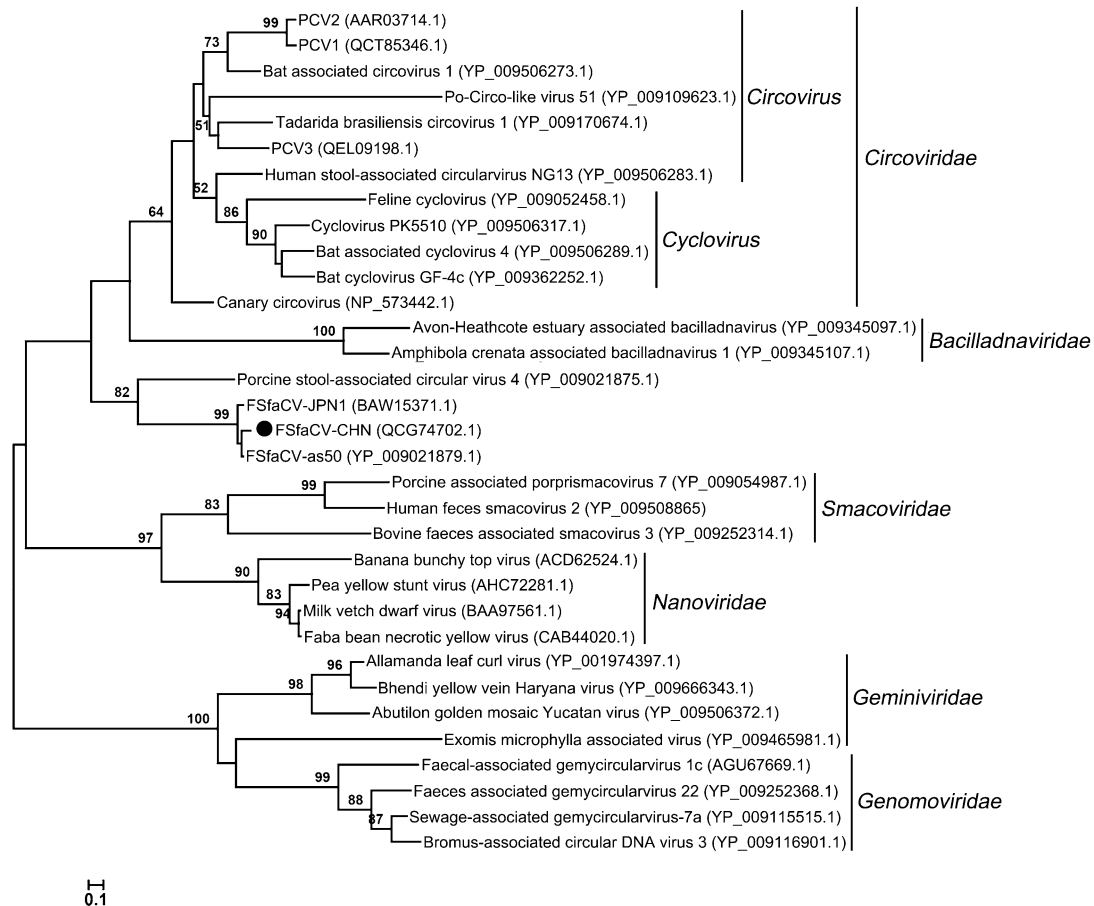 99
PCV2 (AAR03714.1)
73
PCV1 (QCT85346.1)
Bat associated circovirus 1 (YP_009506273.1)
Po-Circo-like virus 51 (YP_009109623.1)
Circovirus
51
Tadarida brasiliensis circovirus 1 (YP_009170674.1)
PCV3 (QEL09198.1)
Circoviridae
Human stool-associated circularvirus NG13 (YP_009506283.1)
52
Feline cyclovirus (YP_009052458.1)
64
86
Cyclovirus PK5510 (YP_009506317.1)
90
Cyclovirus
Bat associated cyclovirus 4 (YP_009506289.1)
Bat cyclovirus GF-4c (YP_009362252.1)
Canary circovirus (NP_573442.1)
100
Avon-Heathcote estuary associated bacilladnavirus (YP_009345097.1)
Bacilladnaviridae
Amphibola crenata associated bacilladnavirus 1 (YP_009345107.1)
Porcine stool-associated circular virus 4 (YP_009021875.1)
82
FSfaCV-JPN1 (BAW15371.1)
99
FSfaCV-CHN (QCG74702.1)
FSfaCV-as50 (YP_009021879.1)
99
Porcine associated porprismacovirus 7 (YP_009054987.1)
83
Human feces smacovirus 2 (YP_009508865)
Smacoviridae
97
Bovine faeces associated smacovirus 3 (YP_009252314.1)
90
Banana bunchy top virus (ACD62524.1)
83
Pea yellow stunt virus (AHC72281.1)
94
Milk vetch dwarf virus (BAA97561.1)
Nanoviridae
Faba bean necrotic yellow virus (CAB44020.1)
96
Allamanda leaf curl virus (YP_001974397.1)
98
Bhendi yellow vein Haryana virus (YP_009666343.1)
Geminiviridae
100
Abutilon golden mosaic Yucatan virus (YP_009506372.1)
Exomis microphylla associated virus (YP_009465981.1)
99
Faecal-associated gemycircularvirus 1c (AGU67669.1)
88
Faeces associated gemycircularvirus 22 (YP_009252368.1)
Genomoviridae
87
Sewage-associated gemycircularvirus-7a (YP_009115515.1)
Bromus-associated circular DNA virus 3 (YP_009116901.1)
0.1